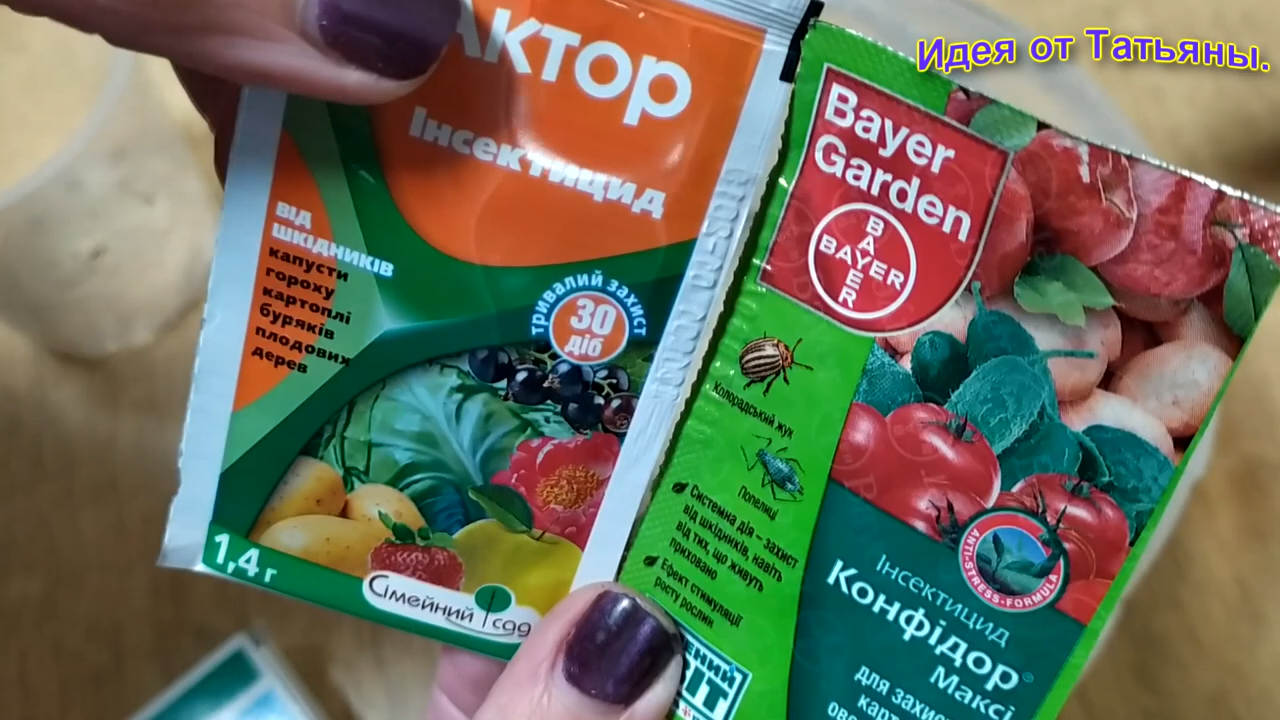 Идея от Татьяны.
АКТОР
Інсектицид
ВІД
ШКІДНИКІВ
капусти
гороху
картоплі
буряків
плодових
дерев
тривалий захист
30
діб
1,4 г
Сімейний сад
Bayer
Garden
BAYER
BAYER
Колорадський жук
Попелиці
Системна дія – захист
від шкідників, навіть
від тих, що живуть
приховано
Ефект стимуляції
росту рослин
ANTI-STRESS-FORMULA
Інсектицид
Конфідор®
Максі
для